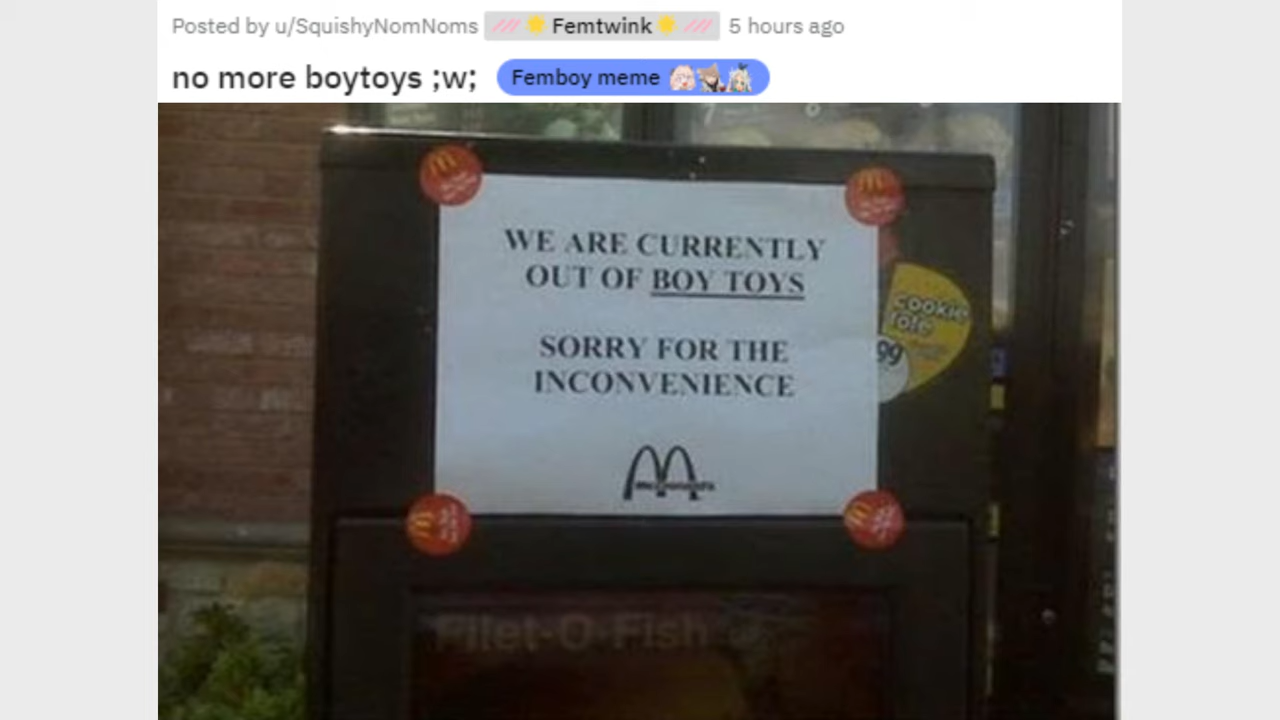 Posted by u/SquishyNomNoms Femtwink 5 hours ago
no more boytoys ;w; Femboy meme
WE ARE CURRENTLY
OUT OF BOY TOYS
SORRY FOR THE
INCONVENIENCE
McDonald's
cookie
tote
99
Filet-O-Fish